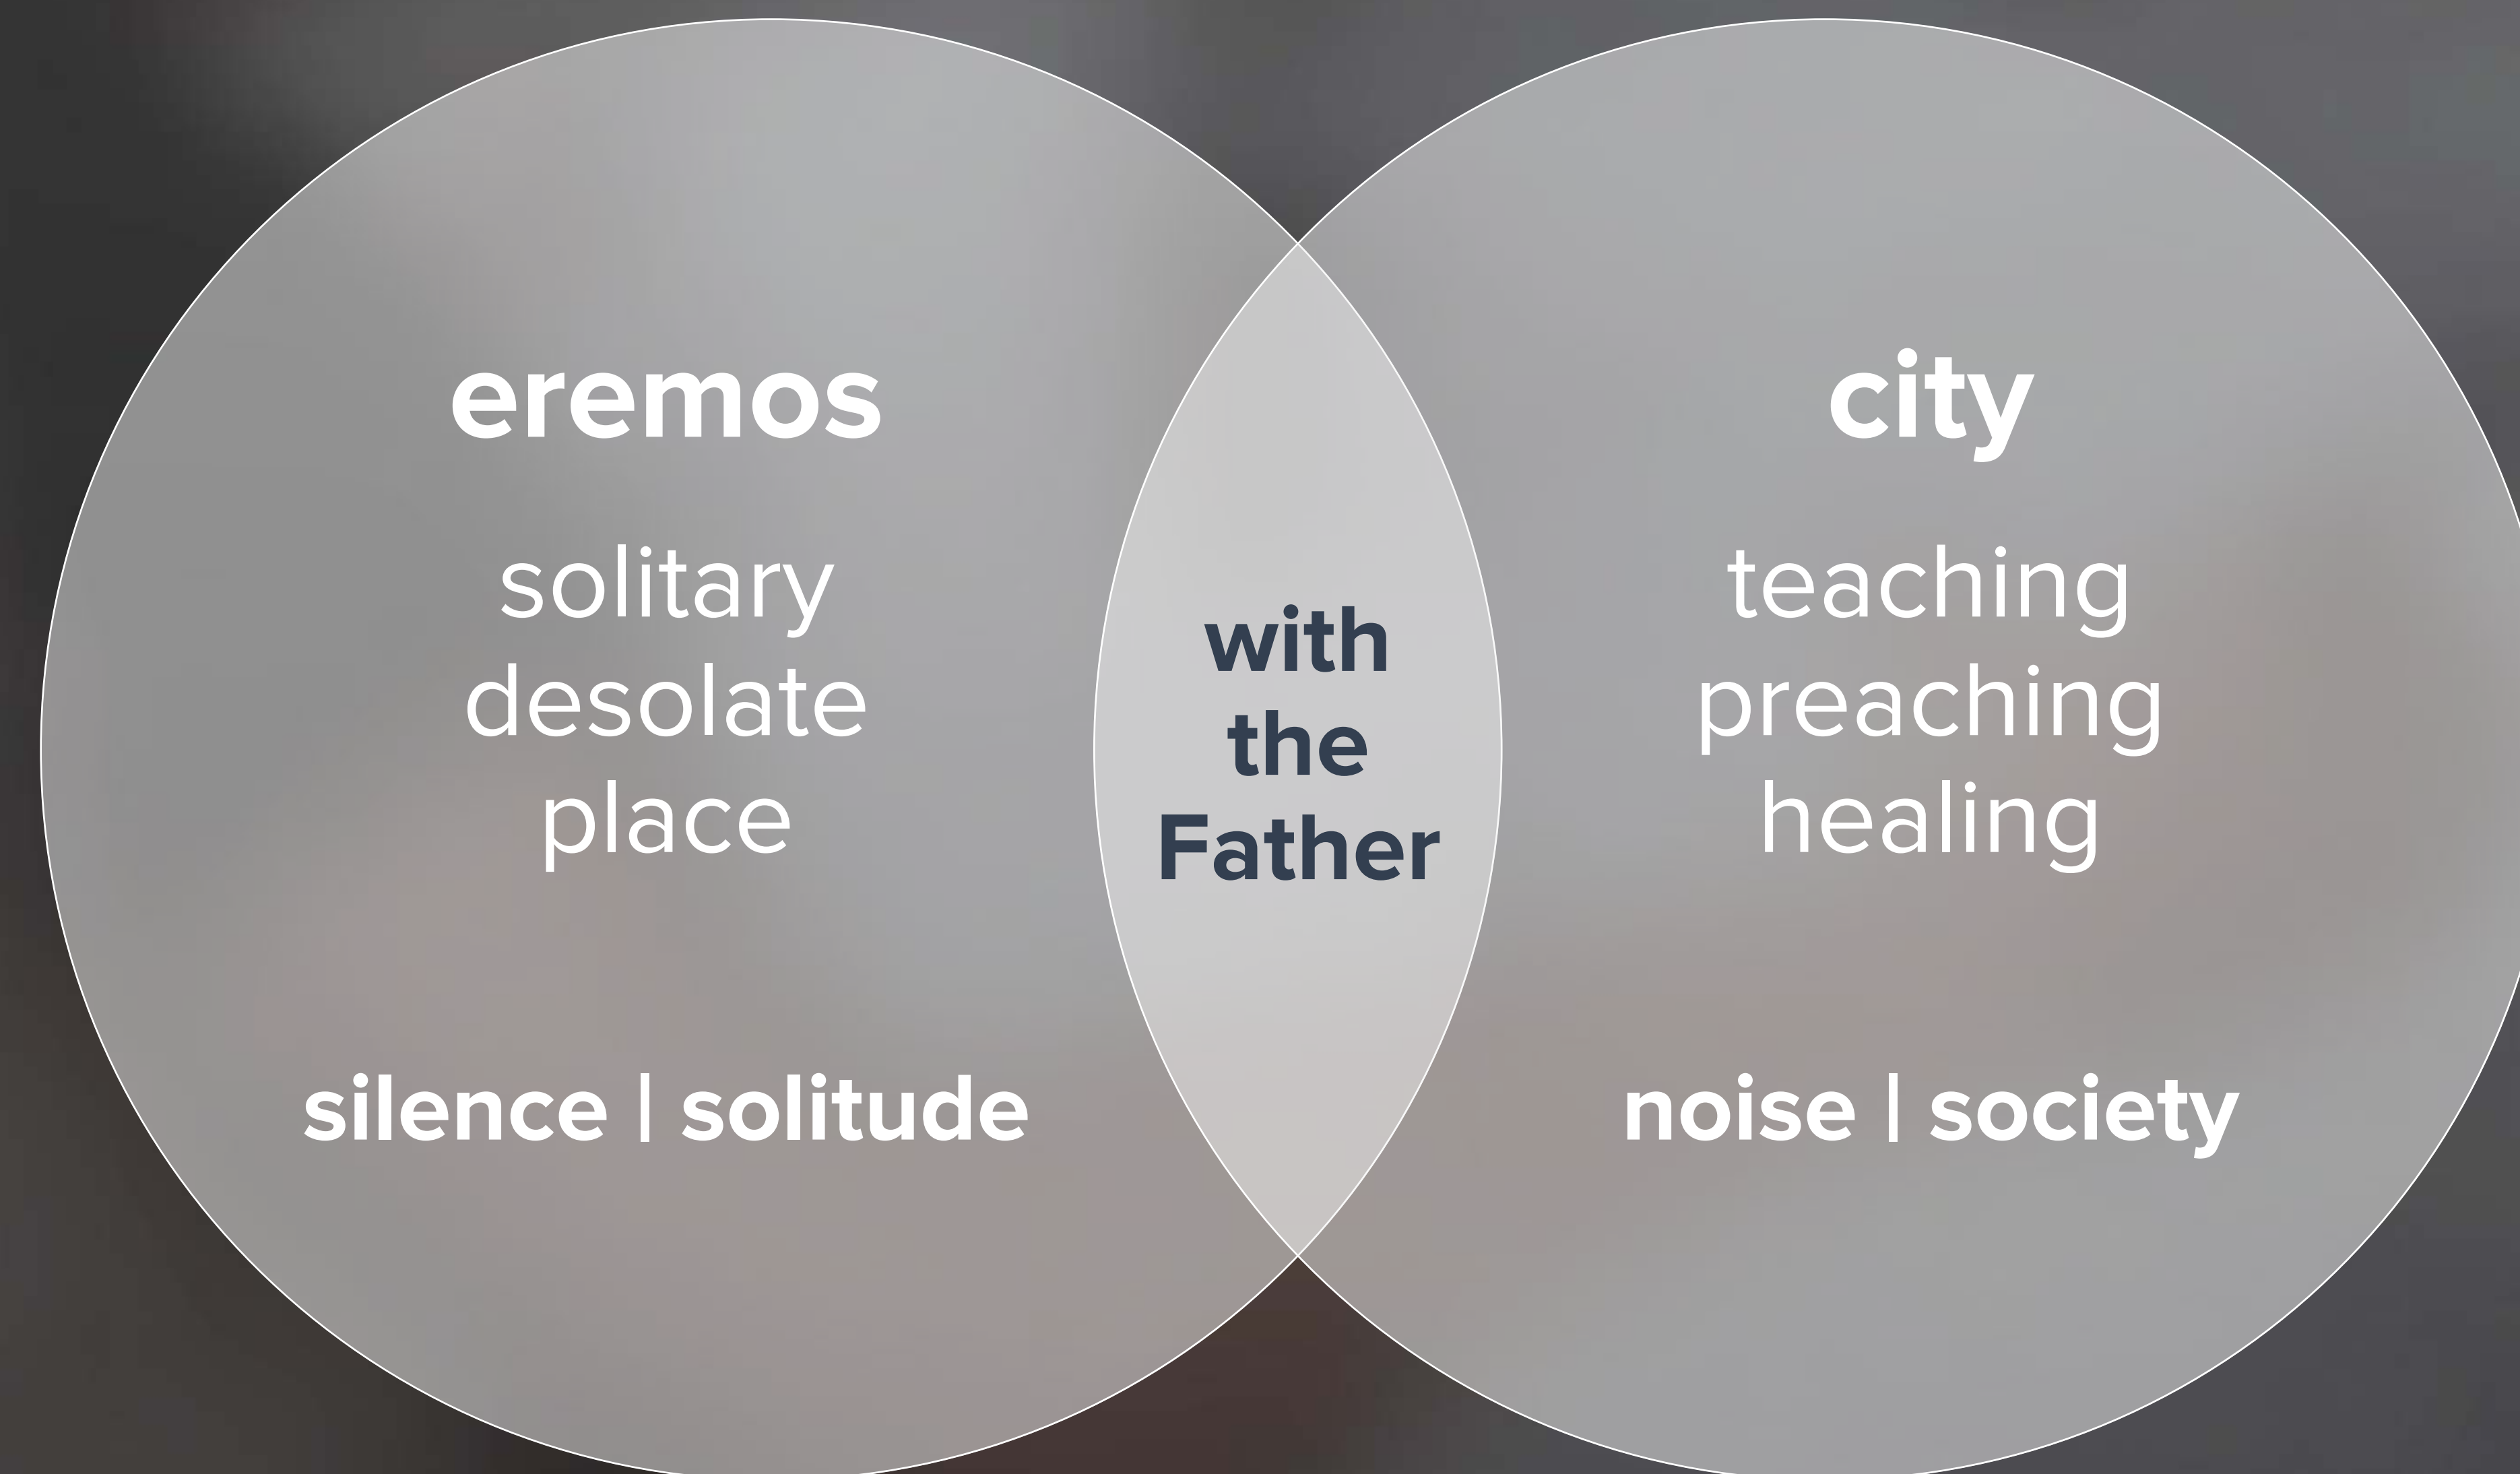 eremos
solitary
desolate
place
silence | solitude
with
the
Father
city
teaching
preaching
healing
noise | society